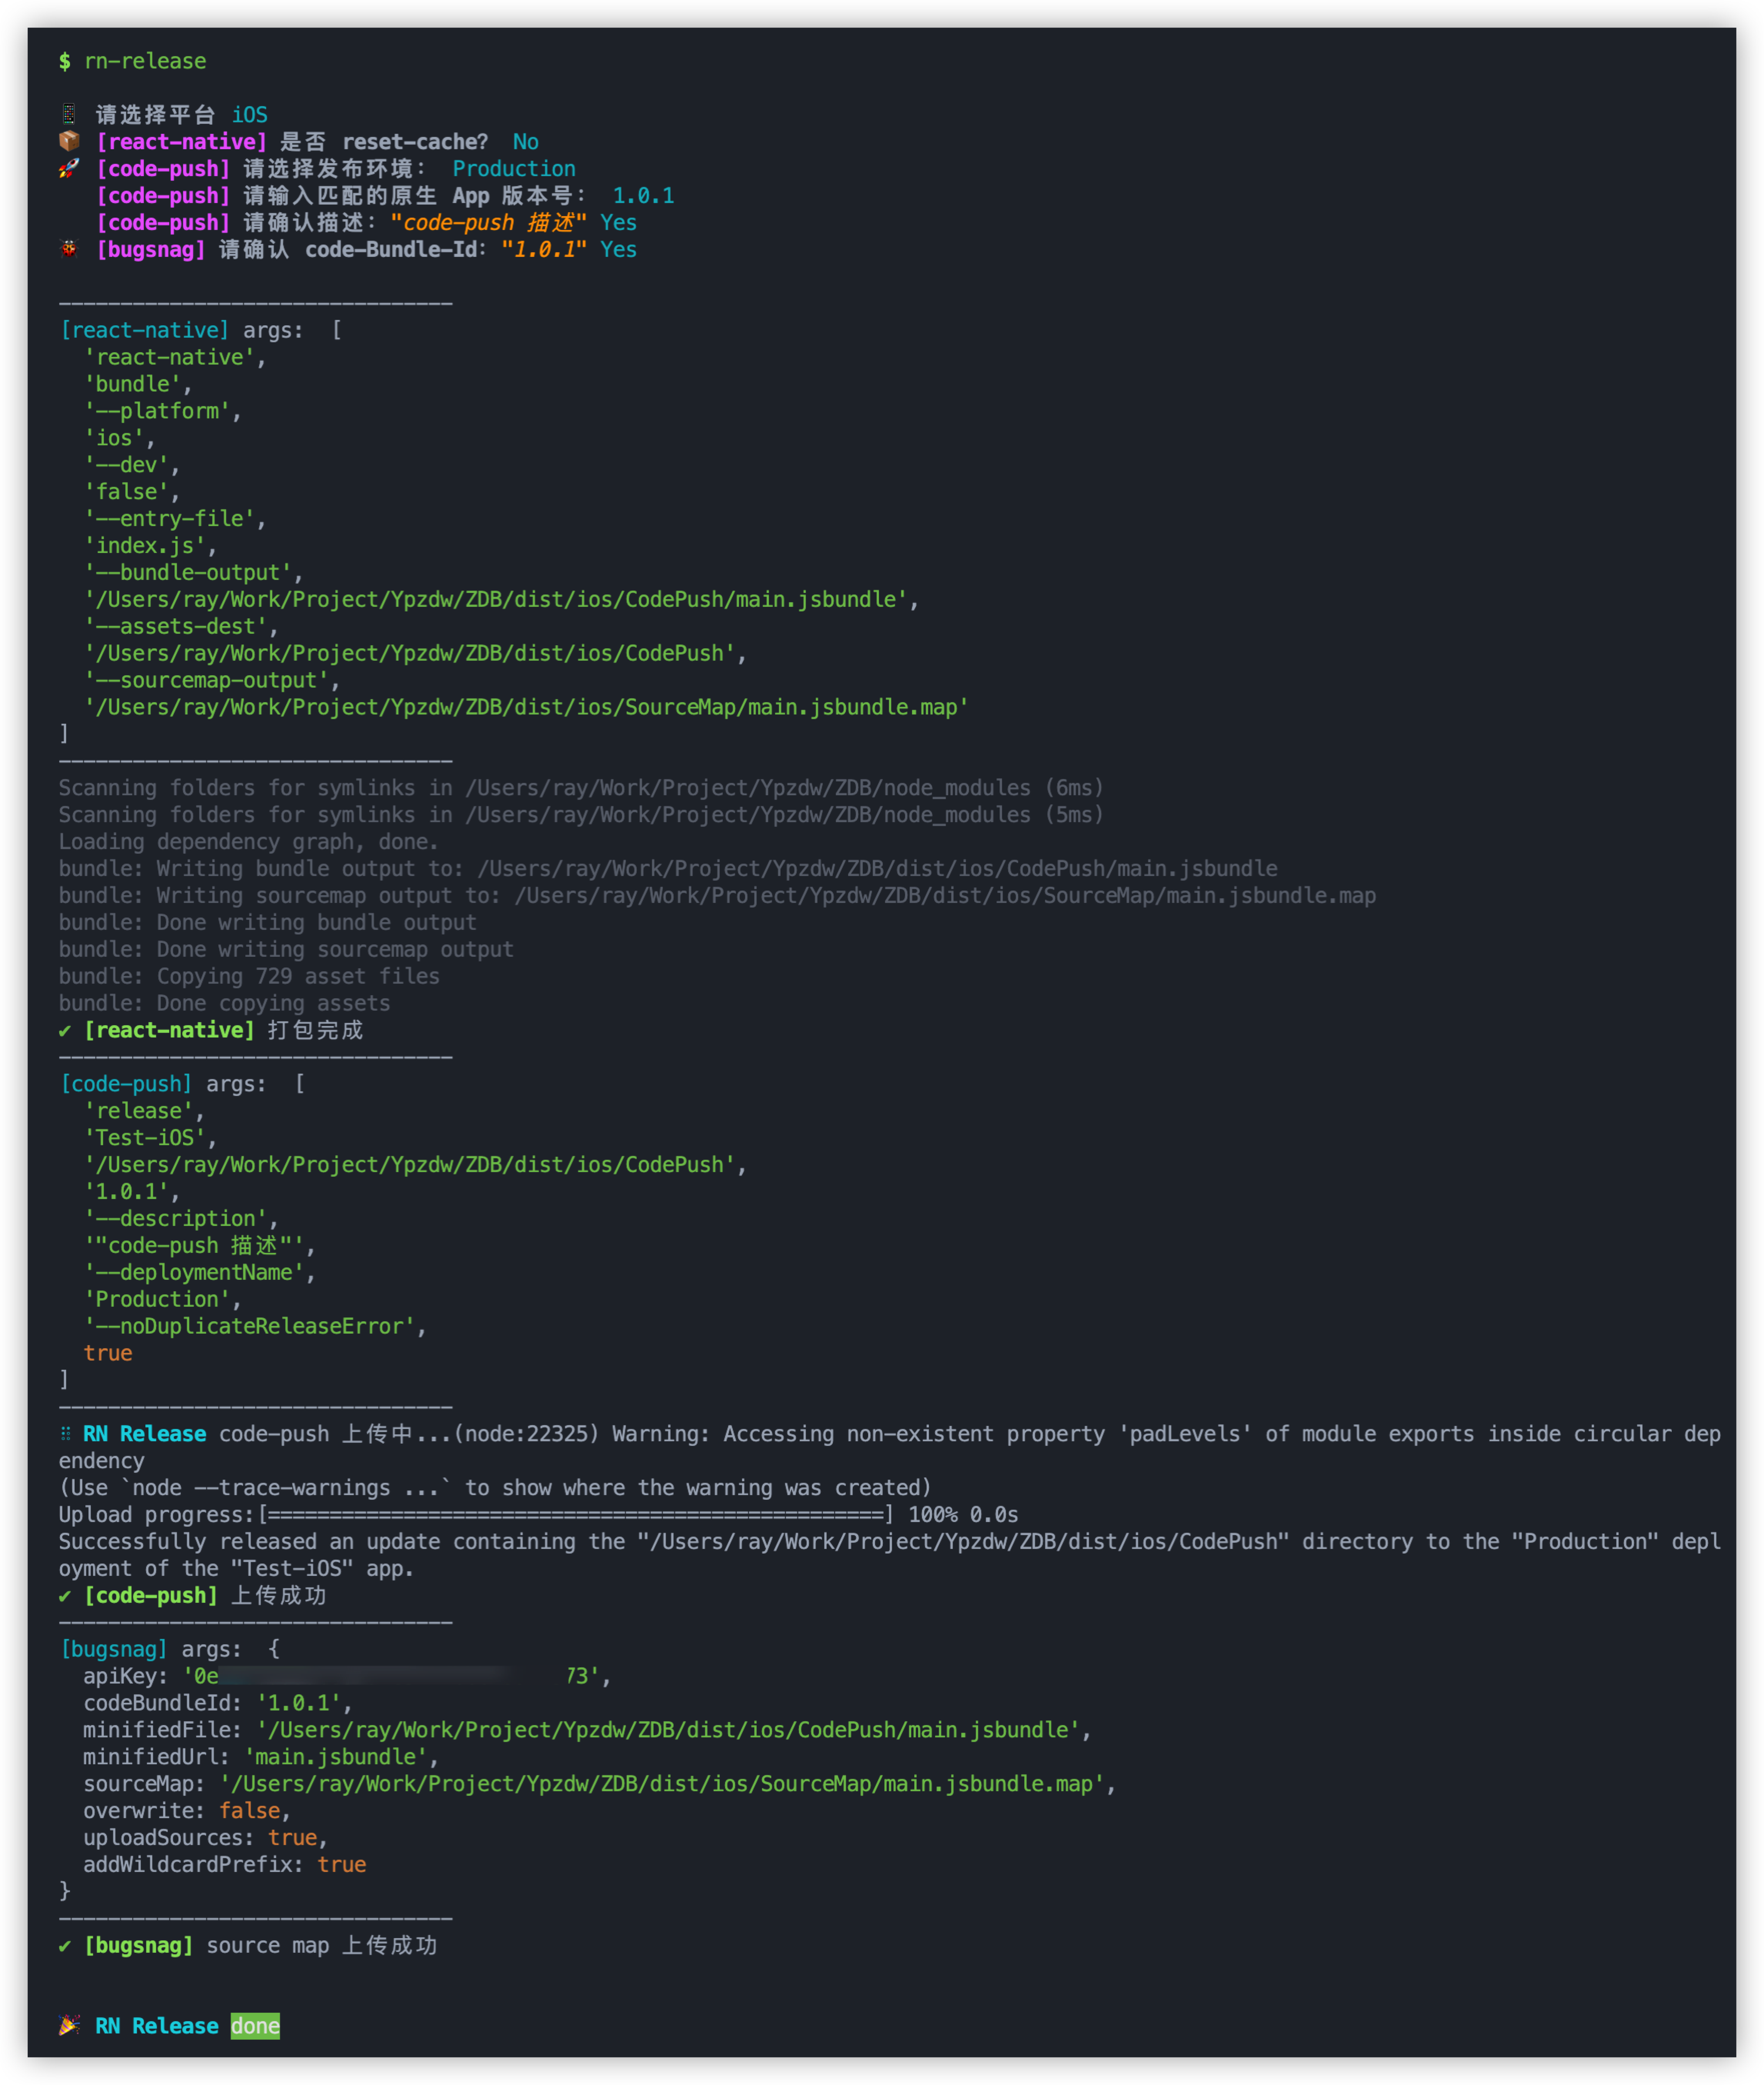 $ rn-release
请选择平台 iOS
[react-native] 是否 reset-cache? No
[code-push] 请选择发布环境： Production
[code-push] 请输入匹配的原生 App 版本号： 1.0.1
[code-push] 请确认描述："code-push 描述" Yes
[bugsnag] 请确认 code-Bundle-Id："1.0.1" Yes
--------------------------------
[react-native] args:  [
  'react-native',
  'bundle',
  '--platform',
  'ios',
  '--dev',
  'false',
  '--entry-file',
  'index.js',
  '--bundle-output',
  '/Users/ray/Work/Project/Ypzdw/ZDB/dist/ios/CodePush/main.jsbundle',
  '--assets-dest',
  '/Users/ray/Work/Project/Ypzdw/ZDB/dist/ios/CodePush',
  '--sourcemap-output',
  '/Users/ray/Work/Project/Ypzdw/ZDB/dist/ios/SourceMap/main.jsbundle.map'
]
--------------------------------
Scanning folders for symlinks in /Users/ray/Work/Project/Ypzdw/ZDB/node_modules (6ms)
Scanning folders for symlinks in /Users/ray/Work/Project/Ypzdw/ZDB/node_modules (5ms)
Loading dependency graph, done.
bundle: Writing bundle output to: /Users/ray/Work/Project/Ypzdw/ZDB/dist/ios/CodePush/main.jsbundle
bundle: Writing sourcemap output to: /Users/ray/Work/Project/Ypzdw/ZDB/dist/ios/SourceMap/main.jsbundle.map
bundle: Done writing bundle output
bundle: Done writing sourcemap output
bundle: Copying 729 asset files
bundle: Done copying assets
✔ [react-native] 打包完成
--------------------------------
[code-push] args:  [
  'release',
  'Test-iOS',
  '/Users/ray/Work/Project/Ypzdw/ZDB/dist/ios/CodePush',
  '1.0.1',
  '--description',
  '"code-push 描述"',
  '--deploymentName',
  'Production',
  '--noDuplicateReleaseError',
  true
]
--------------------------------
RN Release code-push 上传中...(node:22325) Warning: Accessing non-existent property 'padLevels' of module exports inside circular dep
endency
(Use `node --trace-warnings ...` to show where the warning was created)
Upload progress:[==================================================] 100% 0.0s
Successfully released an update containing the "/Users/ray/Work/Project/Ypzdw/ZDB/dist/ios/CodePush" directory to the "Production" depl
oyment of the "Test-iOS" app.
✔ [code-push] 上传成功
--------------------------------
[bugsnag] args:  {
  apiKey: '0e 73',
  codeBundleId: '1.0.1',
  minifiedFile: '/Users/ray/Work/Project/Ypzdw/ZDB/dist/ios/CodePush/main.jsbundle',
  minifiedUrl: 'main.jsbundle',
  sourceMap: '/Users/ray/Work/Project/Ypzdw/ZDB/dist/ios/SourceMap/main.jsbundle.map',
  overwrite: false,
  uploadSources: true,
  addWildcardPrefix: true
}
--------------------------------
✔ [bugsnag] source map 上传成功
RN Release done